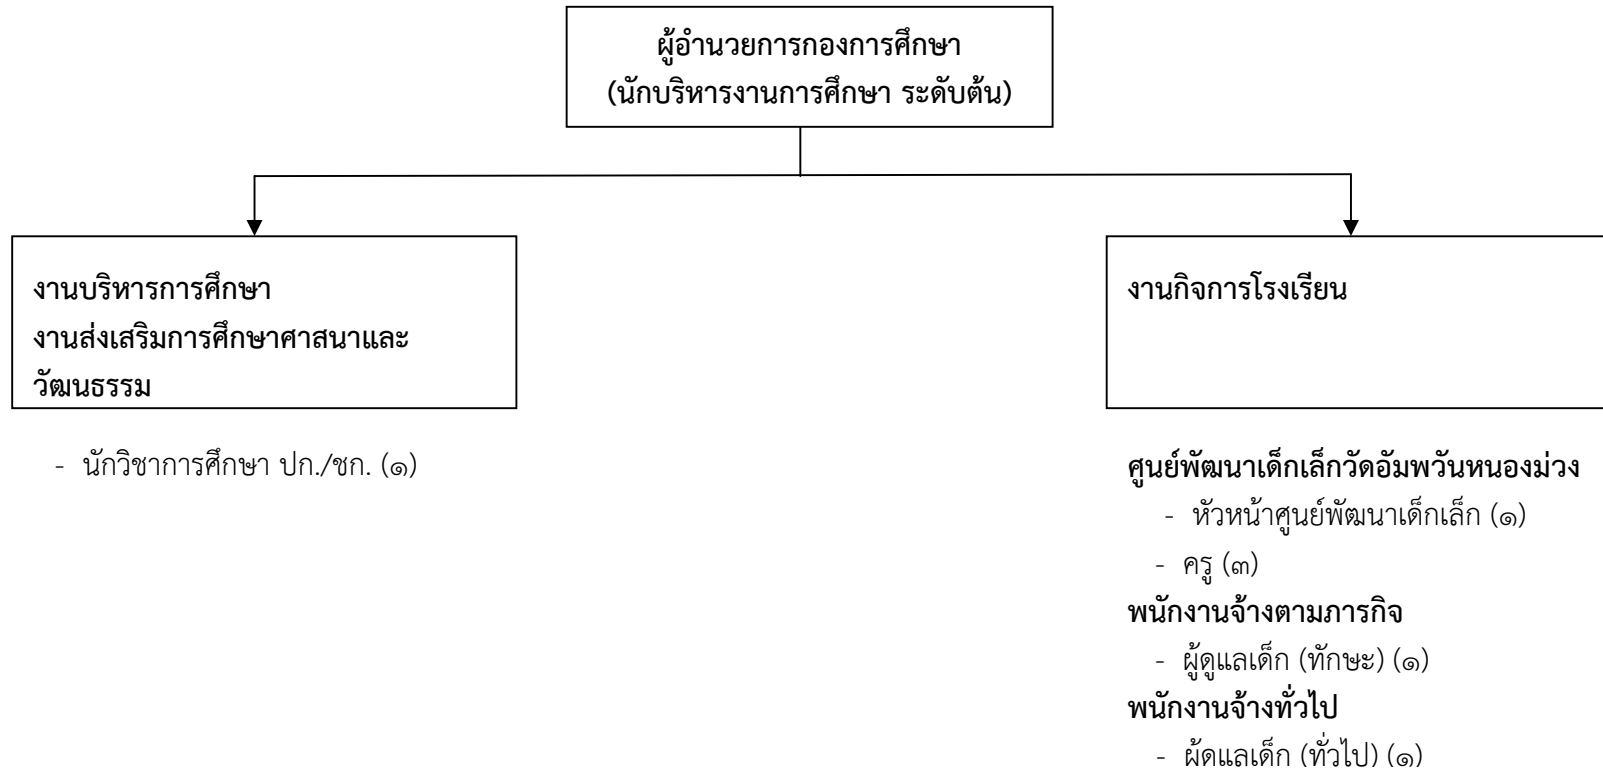 ผู้อำนวยการกองการศึกษา
(นักบริหารงานการศึกษา ระดับต้น)
งานบริหารการศึกษา
งานส่งเสริมการศึกษาศาสนาและ
วัฒนธรรม
- นักวิชาการศึกษา ปก./ชก. (๑)
งานกิจการโรงเรียน
ศูนย์พัฒนาเด็กเล็กวัดอัมพวันหนองม่วง
- หัวหน้าศูนย์พัฒนาเด็กเล็ก (๑)
- ครู (๓)
พนักงานจ้างตามภารกิจ
- ผู้ดูแลเด็ก (ทักษะ) (๑)
พนักงานจ้างทั่วไป
- ผู้ดูแลเด็ก (ทั่วไป) (๑)